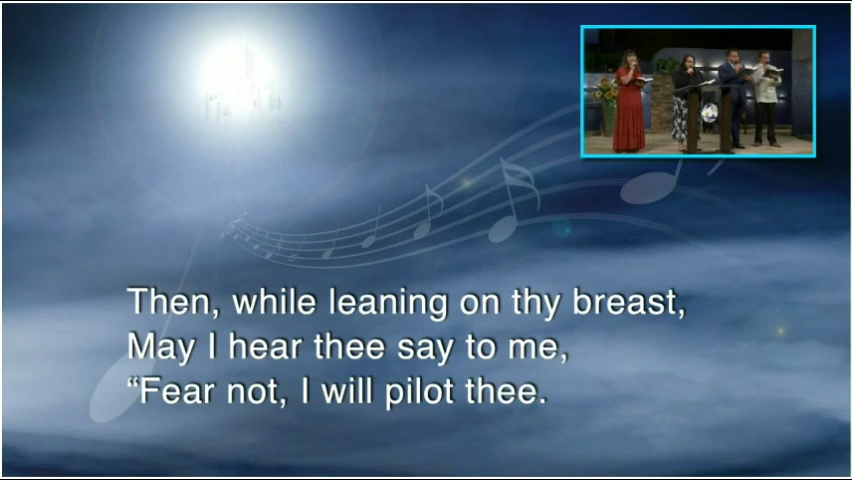 Then, while leaning on thy breast,
May I hear thee say to me,
“Fear not, I will pilot thee.